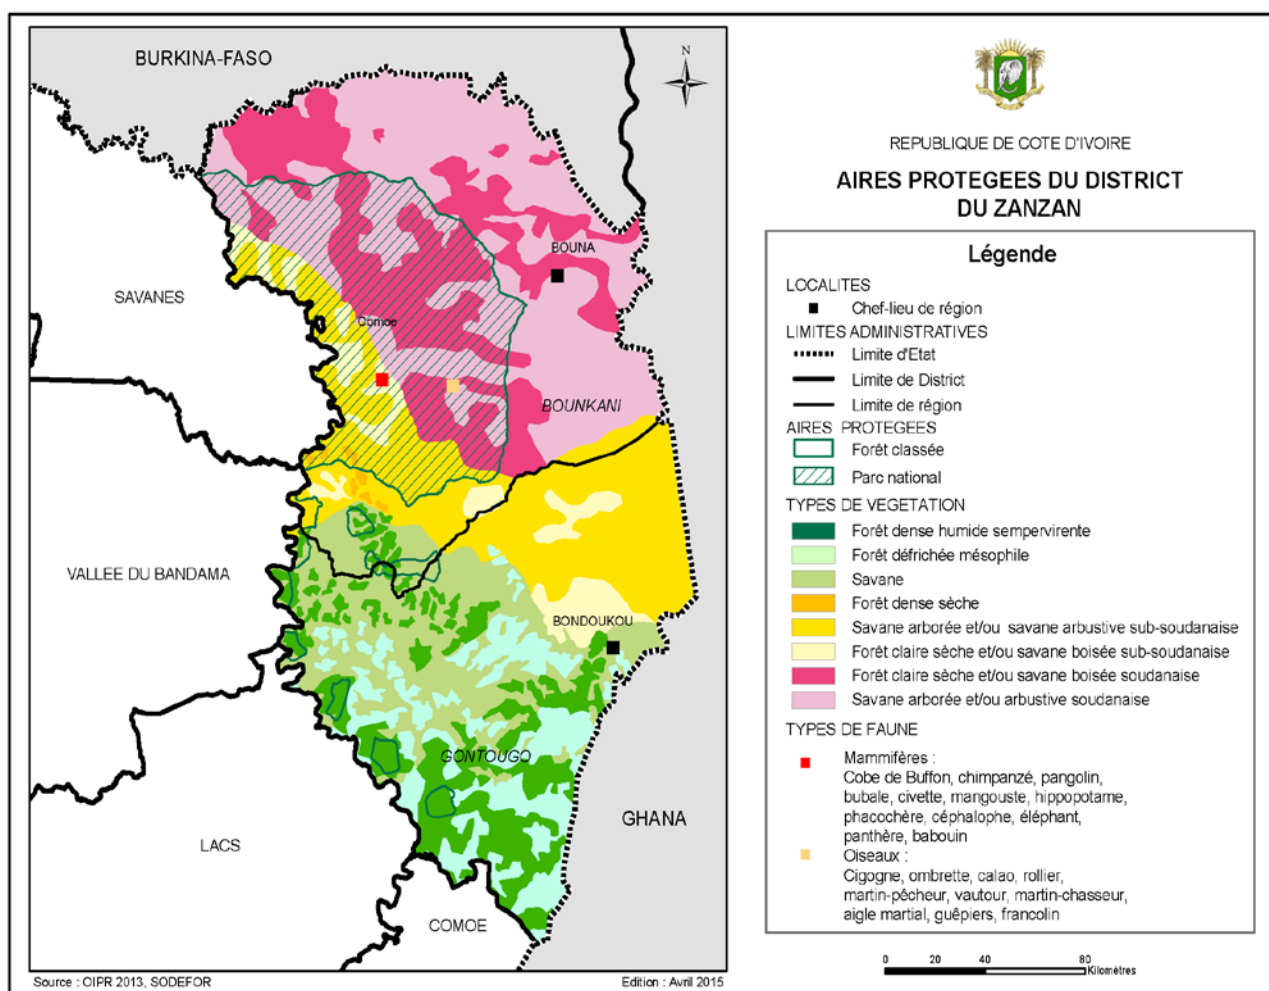 BURKINA-FASO
N
BOUNA
SAVANES
Comoe
BOUNKANI
VALLEE DU BANDAMA
BONDOUKOU
GONTOUGO
GHANA
LACS
COMOE
Source : OIPR 2013, SODEFOR
Edition : Avril 2015
REPUBLIQUE DE COTE D'IVOIRE
AIRES PROTEGEES DU DISTRICT
DU ZANZAN
Légende
LOCALITES
Chef-lieu de région
LIMITES ADMINISTRATIVES
Limite d'Etat
Limite de District
Limite de région
AIRES PROTEGEES
Forêt classée
Parc national
TYPES DE VEGETATION
Forêt dense humide sempervirente
Forêt défrichée mésophile
Savane
Forêt dense sèche
Savane arborée et/ou savane arbustive sub-soudanaise
Forêt claire sèche et/ou savane boisée sub-soudanaise
Forêt claire sèche et/ou savane boisée soudanaise
Savane arborée et/ou arbustive soudanaise
TYPES DE FAUNE
Mammifères :
Cobe de Buffon, chimpanzé, pangolin,
bubale, civette, mangouste, hippopotame,
phacochère, céphalophe, éléphant,
panthère, babouin
Oiseaux :
Cigogne, ombrette, calao, rollier,
martin-pêcheur, vautour, martin-chasseur,
aigle martial, guêpiers, francolin
0 20 40 80
Kilomètres